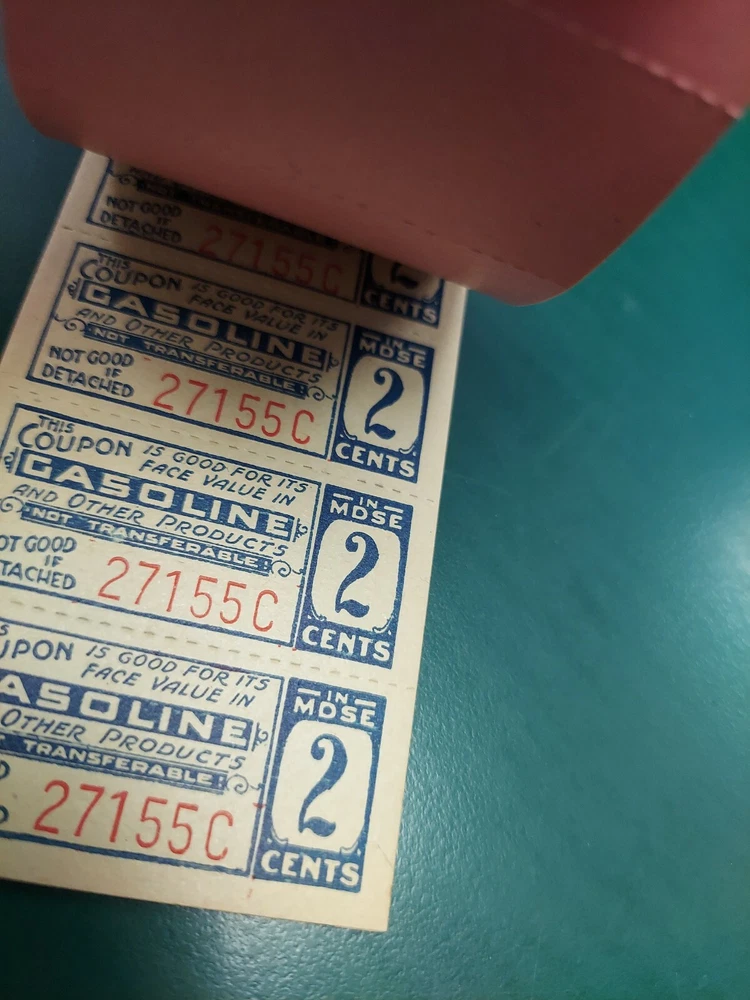 NOT GOOD
IF
DETACHED
27155C
2
CENTS
THIS
COUPON IS GOOD FOR ITS
FACE VALUE IN
GASOLINE
AND OTHER PRODUCTS
NOT TRANSFERABLE
NOT GOOD
IF
DETACHED
27155C
IN
MDSE
2
CENTS
THIS
COUPON IS GOOD FOR ITS
FACE VALUE IN
GASOLINE
AND OTHER PRODUCTS
NOT TRANSFERABLE
OT GOOD
IF
TACHED
27155C
IN
MDSE
2
CENTS
S
UPON IS GOOD FOR ITS
FACE VALUE IN
ASOLINE
OTHER PRODUCTS
TRANSFERABLE
27155C
IN
MDSE
2
CENTS